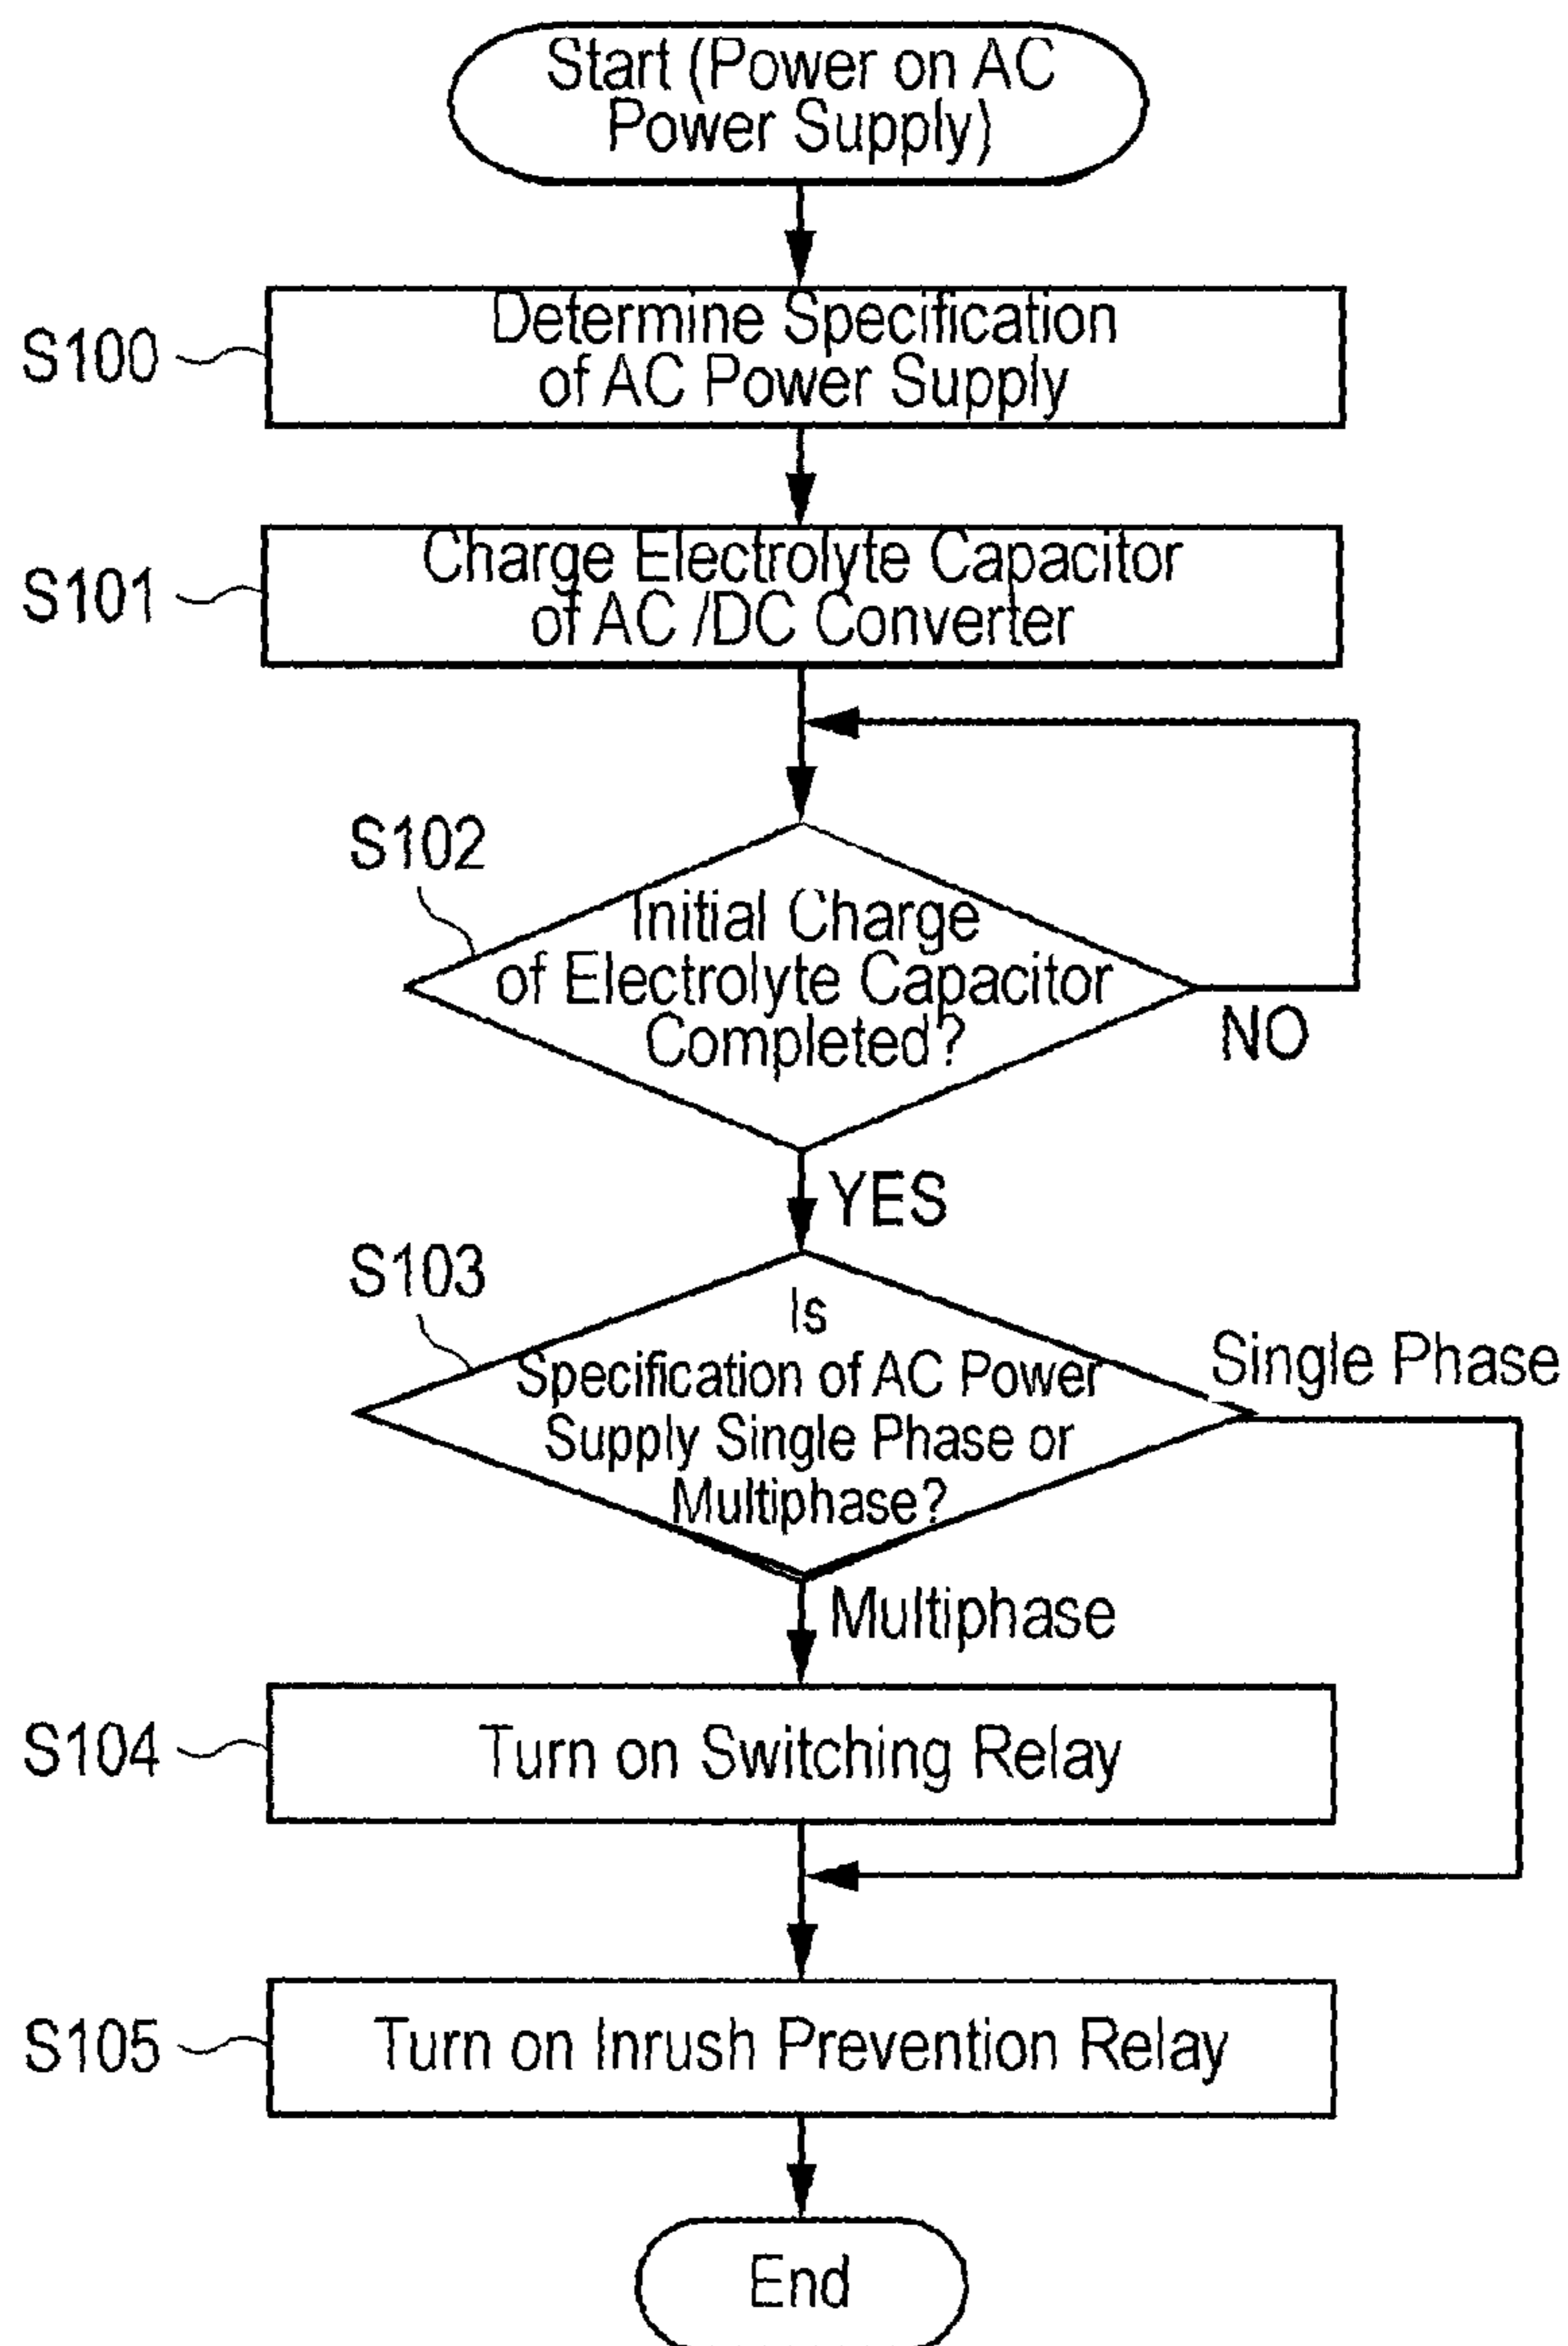 Start (Power on AC
Power Supply)
S100
Determine Specification
of AC Power Supply
S101
Charge Electrolyte Capacitor
of AC /DC Converter
S102
Initial Charge
of Electrolyte Capacitor
Completed?
NO
YES
S103
Is
Specification of AC Power
Supply Single Phase or
Multiphase?
Single Phase
Multiphase
S104
Turn on Switching Relay
S105
Turn on Inrush Prevention Relay
End